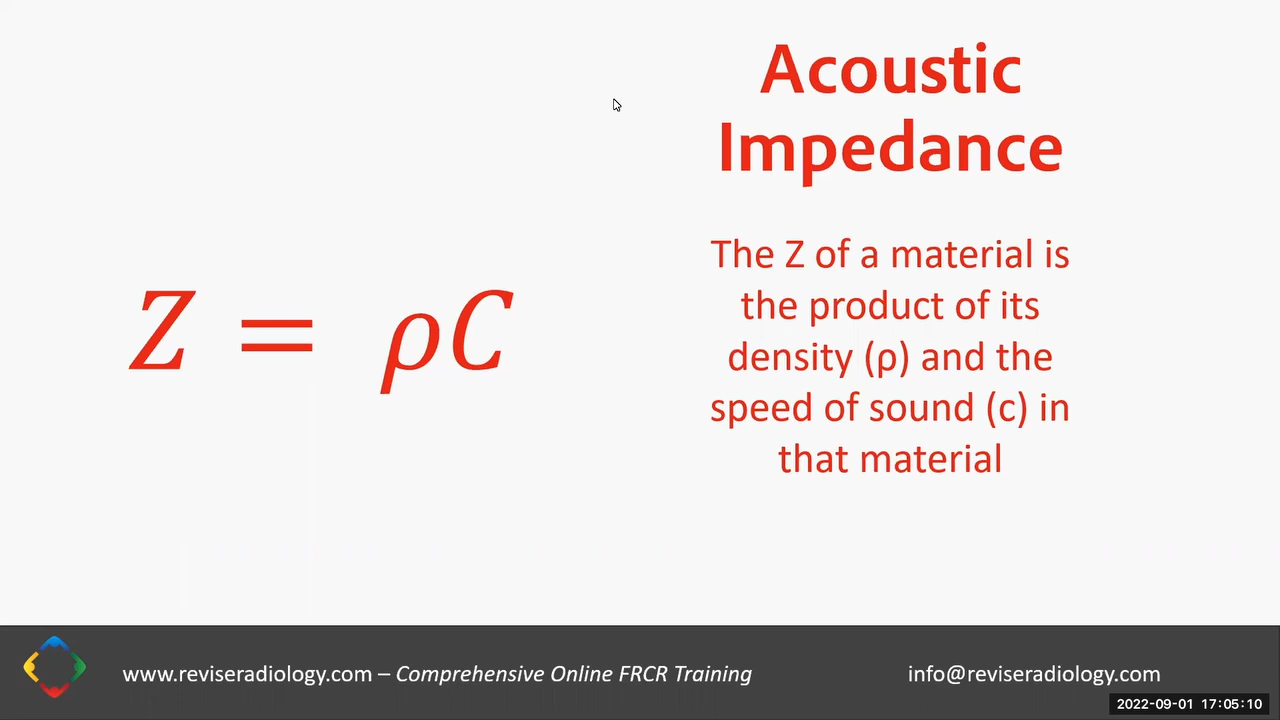 Acoustic
Impedance
The Z of a material is
the product of its
density (ρ) and the
speed of sound (c) in
that material
Z = ρC
www.reviseradiology.com – Comprehensive Online FRCR Training
info@reviseradiology.com
2022-09-01 17:05:10